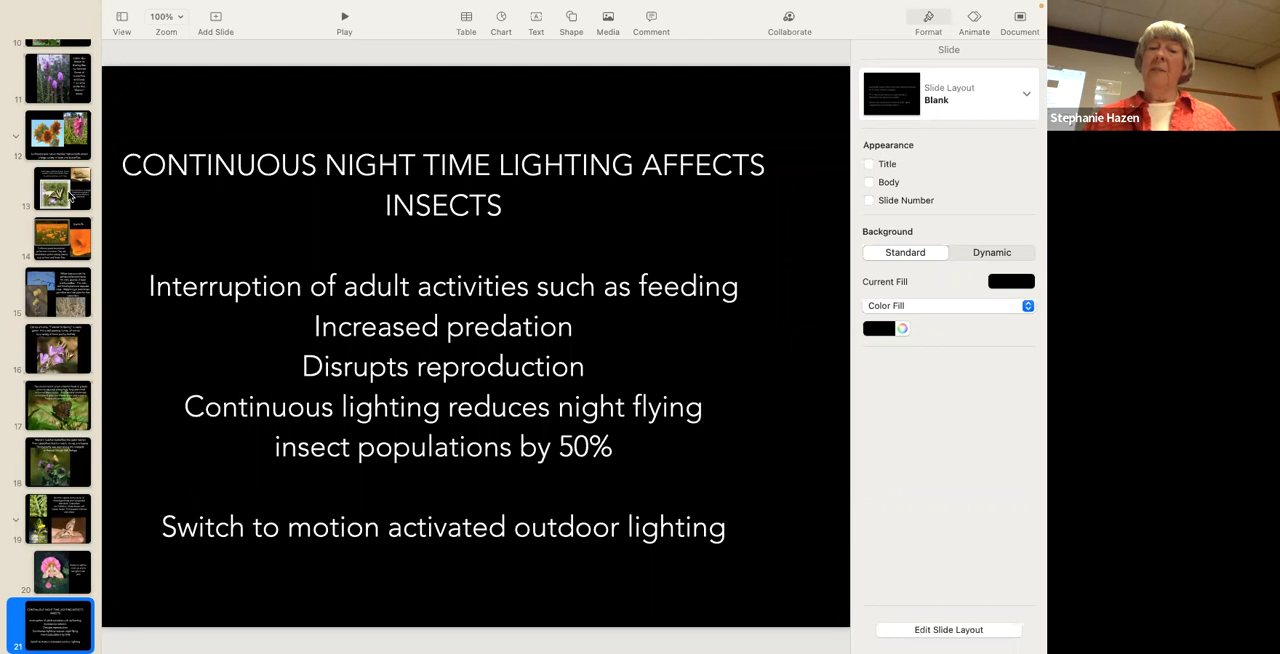 100%
View
Zoom
Add Slide
Play
Table
Chart
Text
Shape
Media
Comment
Collaborate
Format
Animate
Document
10
11
12
13
14
15
16
17
18
19
20
21
CONTINUOUS NIGHT TIME LIGHTING AFFECTS
INSECTS
Interruption of adult activities such as feeding
Increased predation
Disrupts reproduction
Continuous lighting reduces night flying
insect populations by 50%
Switch to motion activated outdoor lighting
Slide
Slide Layout
Blank
Appearance
Title
Body
Slide Number
Background
Standard
Dynamic
Current Fill
Color Fill
Edit Slide Layout
Stephanie Hazen